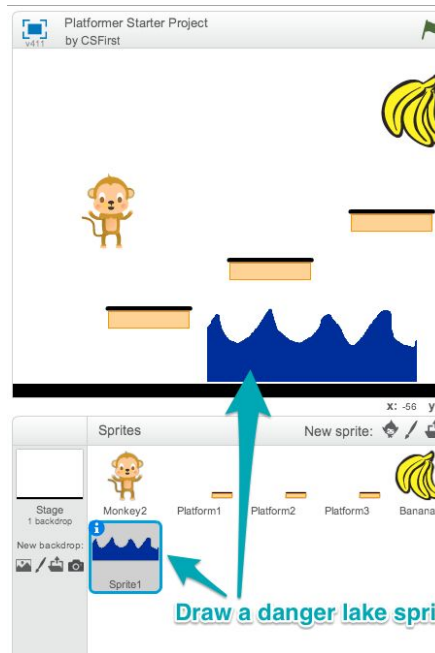 Platformer Starter Project
by CSFirst
v411
x: -56 y
Sprites
New sprite:
Stage
1 backdrop
New backdrop:
Monkey2
Platform1
Platform2
Platform3
Banana
Sprite1
Draw a danger lake spri